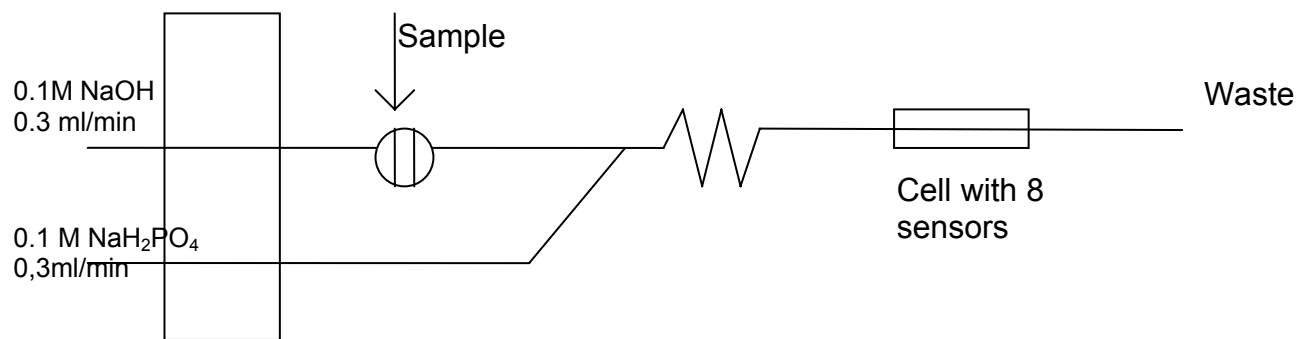 Sample
0.1M NaOH
0.3 ml/min
Waste
Cell with 8
sensors
0.1 M NaH₂PO₄
0,3ml/min